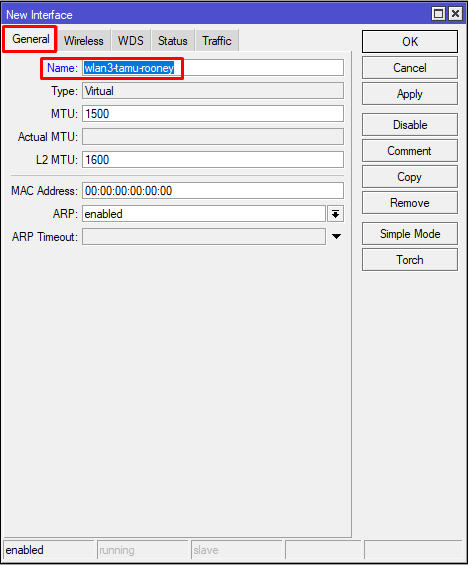 New Interface
General Wireless WDS Status Traffic
Name: wlan3-tamu-rooney
Type: Virtual
MTU: 1500
Actual MTU:
L2 MTU: 1600
MAC Address: 00:00:00:00:00:00
ARP: enabled
ARP Timeout:
OK
Cancel
Apply
Disable
Comment
Copy
Remove
Simple Mode
Torch
enabled running slave